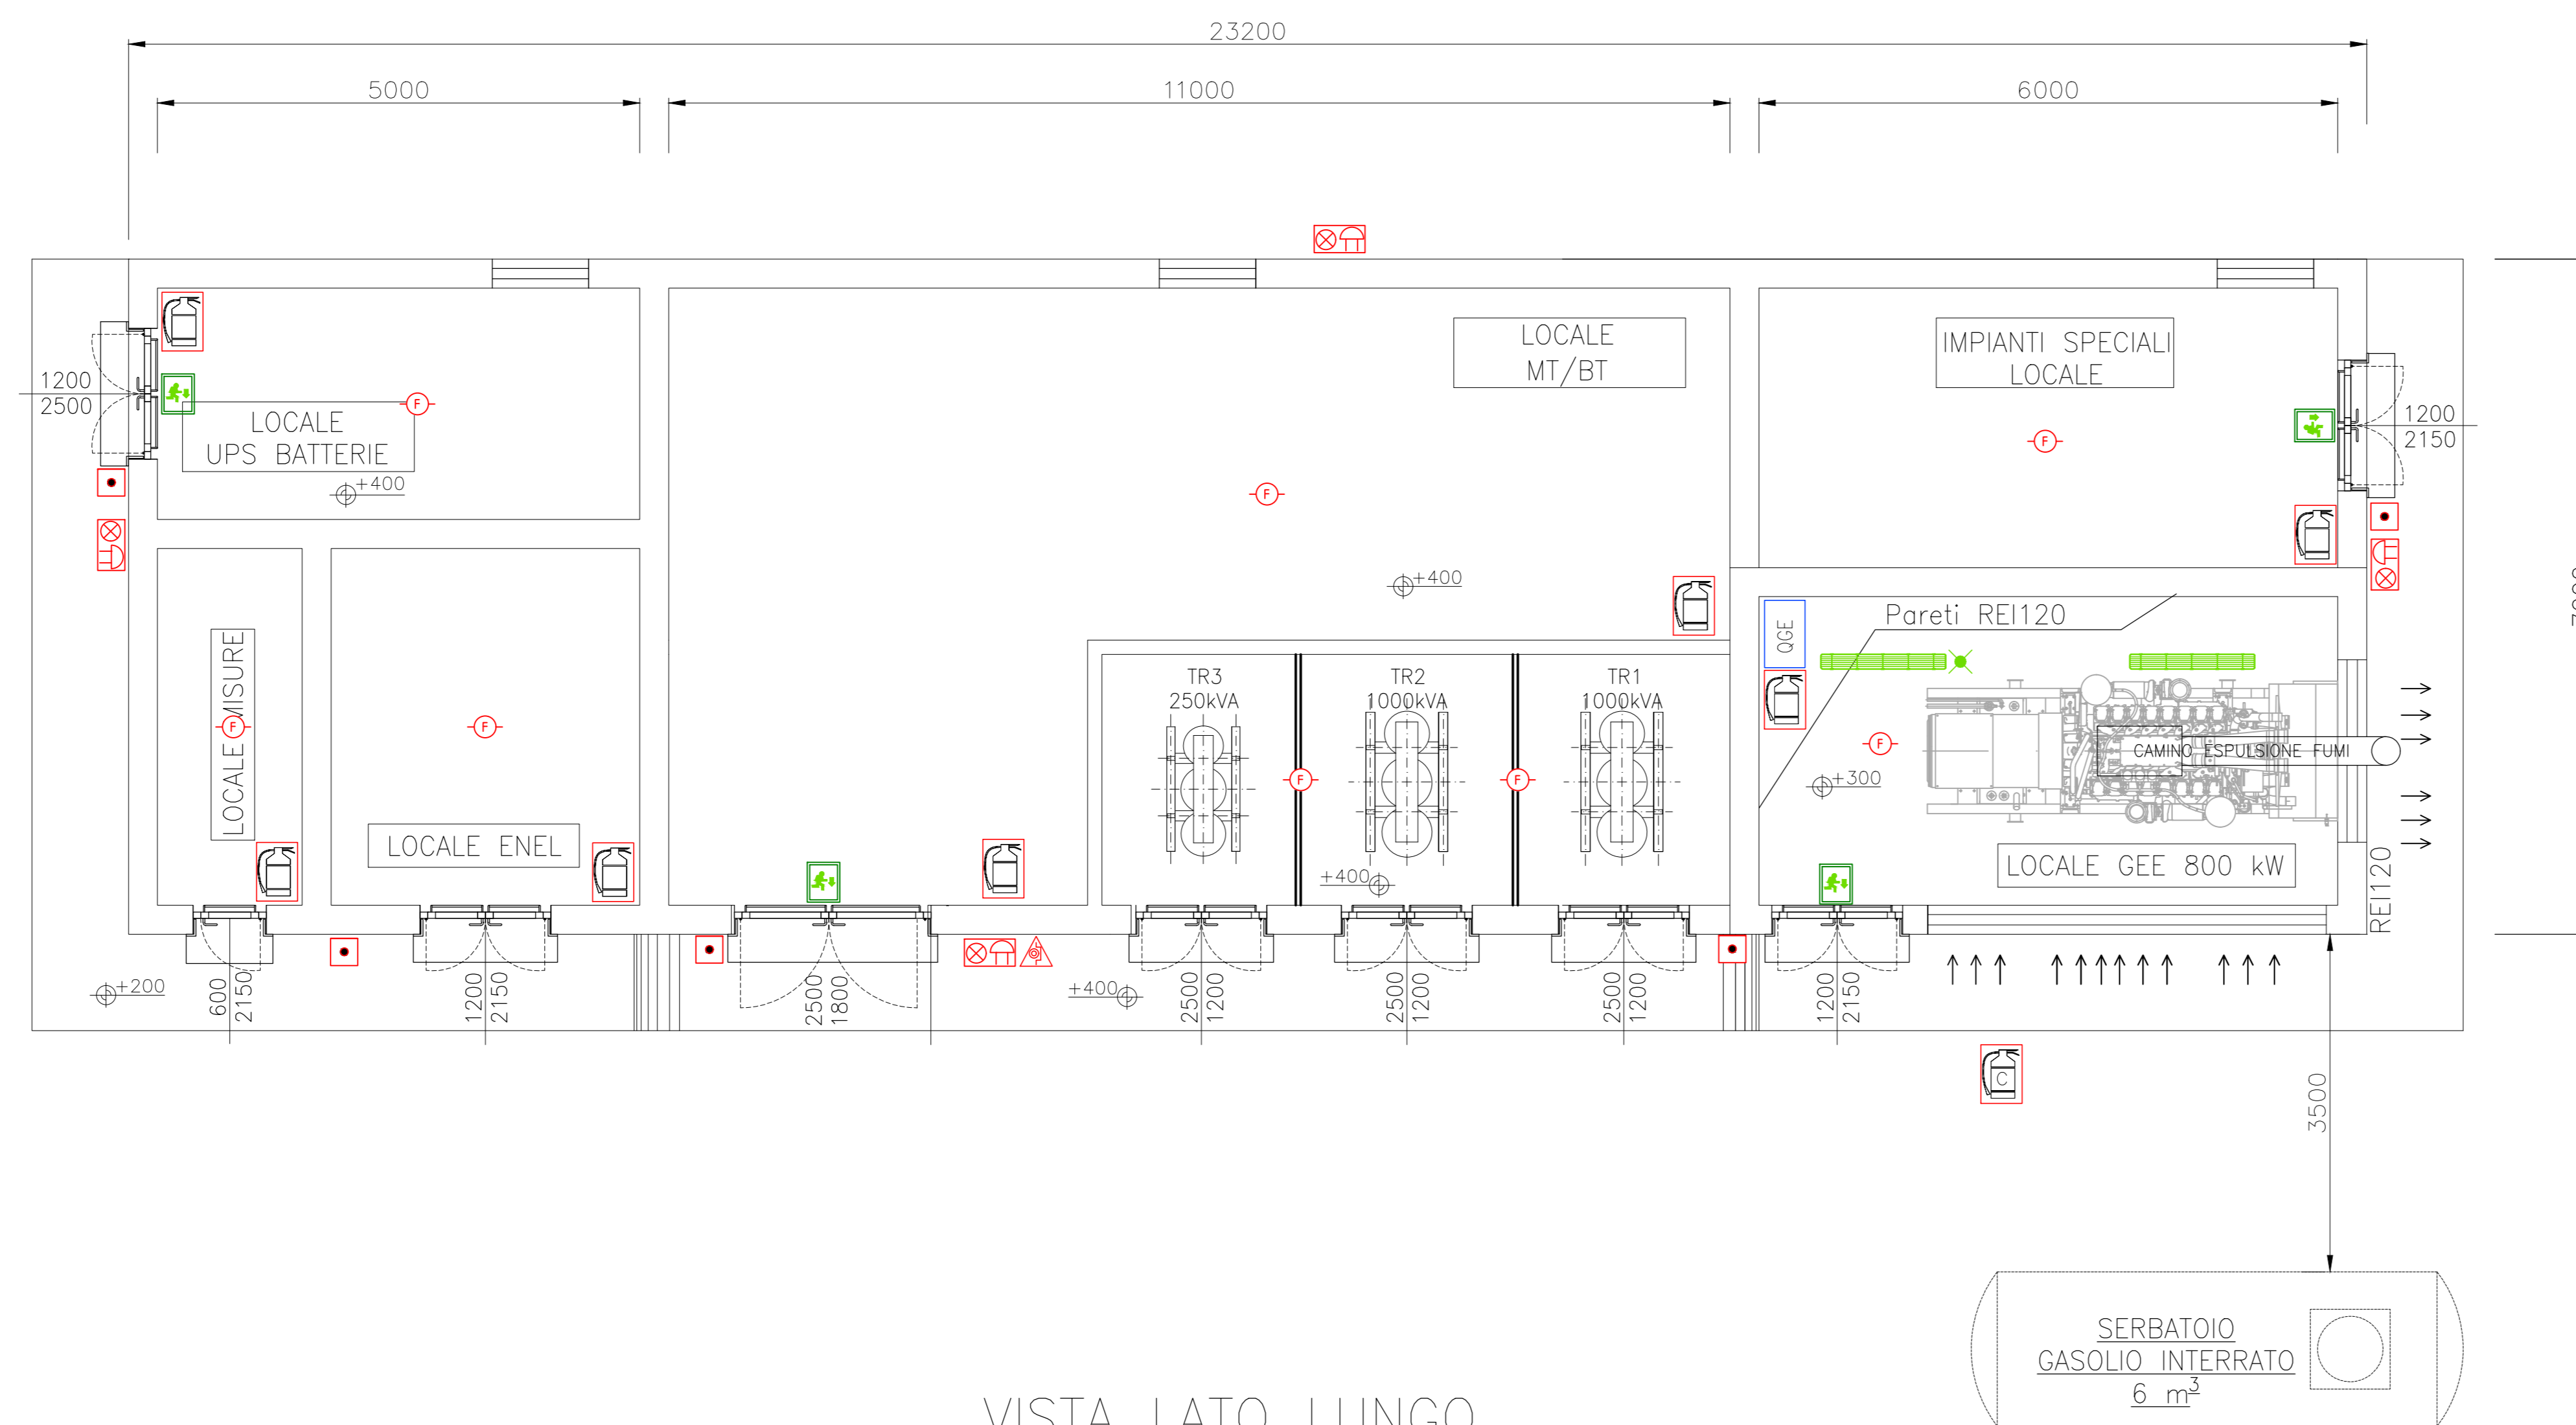 23200
5000
11000
6000
LOCALE
MT/BT
IMPIANTI SPECIALI
LOCALE
1200
2500
LOCALE
UPS BATTERIE
+400
F
F
F
1200
2150
+400
QGE
Pareti REI120
LOCALE MISURE
F
F
LOCALE ENEL
TR3
250kVA
TR2
1000kVA
TR1
1000kVA
F
F
F
+300
CAMINO ESPULSIONE FUMI
+400
LOCALE GEE 800 kW
REI120
+200
600
2150
1200
2150
2500
1800
+400
2500
1200
2500
1200
2500
1200
1200
2150
C
3500
SERBATOIO
GASOLIO INTERRATO
6 m³
VISTA LATO LUNGO